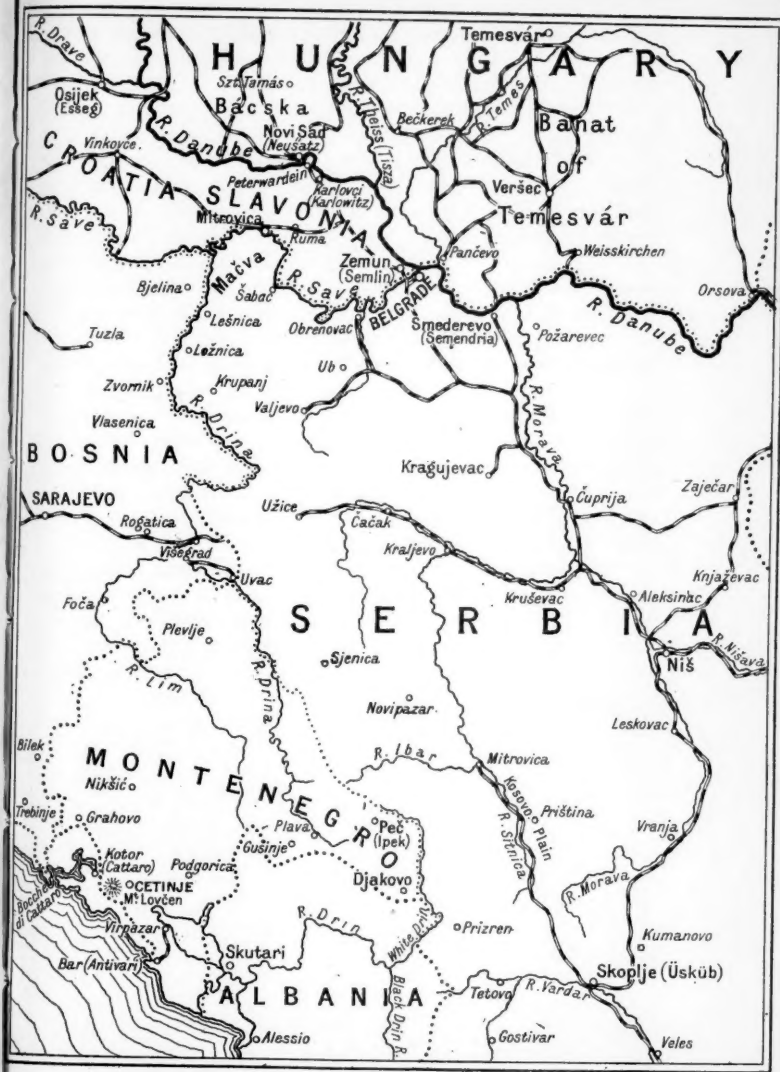 HUNGARY
R. Drave
Temesvár
Osijek
(Esseg)
Szt. Tamás
Bácska
R. Theiss (Tisza)
R. Temes
Bečkerek
Banat
of
Temesvár
Novi Sad
(Neusatz)
R. Danube
Vinkovce
CROATIA SLAVONIA
Peterwardein
Karlovci
(Karlowitz)
Veršec
Mitrovica
Ruma
R. Save
Mačva
Zemun
(Semlin)
Pančevo
Weisskirchen
Bjelina
Šabac
R. Save
BELGRADE
Orsova
Lešnica
Obrenovac
Smederevo
(Semendria)
R. Danube
Požarevec
Tuzla
Ložnica
Ub
Zvornik
Krupanj
R. Drina
Valjevo
R. Morava
Vlasenica
BOSNIA
Kragujevac
SARAJEVO
Zaječar
Čuprija
Užice
Rogatica
Čačak
Višegrad
Kraljevo
Uvac
Knjaževac
Kruševac
Aleksinac
Foča
SERBIA
Plevlje
R. Nišava
R. Drina
Niš
Sjenica
R. Lim
Novipazar
Leskovac
Bilek
MONTENEGRO
R. Ibar
Mitrovica
Nikšić
Trebinje
Grahovo
Kosovo Plain
R. Sitnica
Priština
Plava
Peč
(Ipek)
Vranja
Gušinje
Kotor
(Cattaro)
Podgorica
Djakovo
Bocche
di Cattaro
CETINJE
Mt. Lovčen
R. Morava
Virpazar
R. Drin
White Drin
Prizren
Kumanovo
Bar (Antivari)
Skutari
Skoplje (Üsküb)
ALBANIA
Black Drin R.
Tetovo
R. Vardar
Alessio
Gostivar
Veles